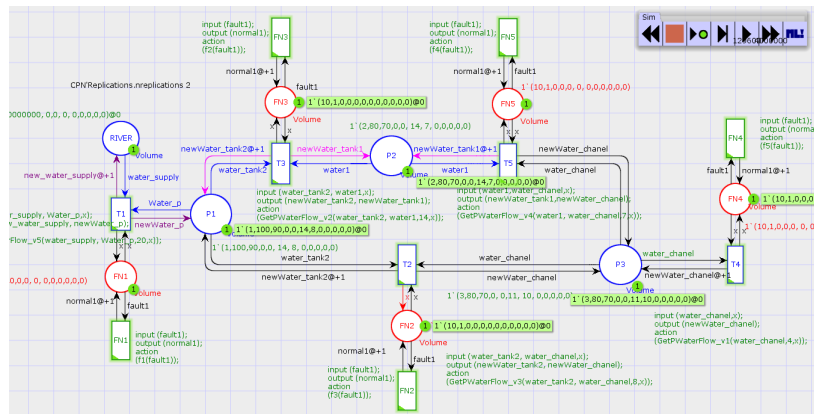 Sim
CPN'Replications.nreplications 2
input (fault1);
output (normal1);
action
(f2(fault1));
FN3
normal1@+1
fault1
FN3
1
1`(10,1,0,0,0,0,0,0,0,0,0,0)@0
Volume
x
x
input (fault1);
output (normal1);
action
(f4(fault1));
FN5
normal1@+1
fault1
FN5
1
1`(10,1,0,0,0,0,0,0,0,0,0,0)@0
Volume
x
x
input (fault1);
action
(f5(fault1));
FN4
fault1
normal1@+1
FN4
1
Volume
x
x
RIVER
1
Volume
new_water_supply@+1
water_supply
T1
Water_p
newWater_p
x
x
FN1
1
Volume
normal1@+1
fault1
FN1
input (fault1);
output (normal1);
action
(f1(fault1));
P1
1
1`(1,100,90,0,0,14,8,0,0,0,0,0)@0
Volume
1`(1,100,90,0,0, 14, 8, 0,0,0,0,0)
newWater_tank2@+1
newWater_tank1
water_tank2
water1
T3
input (water_tank2, water1,x);
output (newWater_tank2, newWater_tank1);
action
(GetPWaterFlow_v2(water_tank2, water1,14,x));
1`(2,80,70,0,0, 14, 7, 0,0,0,0,0)
P2
1
Volume
1`(2,80,70,0,0,14,7,0,0,0,0,0)@0
newWater_tank1@+1
water1
T5
newWater_chanel
water_chanel
output (newWater_tank1,newWater_chanel);
action
(GetPWaterFlow_v4(water1, water_chanel,7,x));
water_tank2
newWater_tank2@+1
T2
water_chanel
newWater_chanel
x
x
1`(3,80,70,0,0,11, 10, 0,0,0,0,0)
P3
1
Volume
1`(3,80,70,0,0,11,10,0,0,0,0,0)@0
water_chanel
newWater_chanel@+1
T4
input (water_chanel,x);
output (newWater_chanel);
action
(GetPWaterFlow_v1(water_chanel,4,x));
FN2
1
1`(10,1,0,0,0,0,0,0,0,0,0,0)@0
Volume
normal1@+1
fault1
FN2
input (fault1);
output (normal1);
action
(f3(fault1));
input (water_tank2, water_chanel,x);
output (newWater_tank2, newWater_chanel);
action
(GetPWaterFlow_v3(water_tank2, water_chanel,8,x));